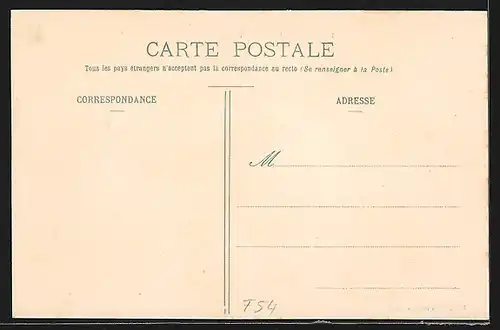 CARTE POSTALE
Tous les pays étrangers n'acceptent pas la correspondance au recto (Se renseigner à la Poste)
CORRESPONDANCE
ADRESSE
M
F54